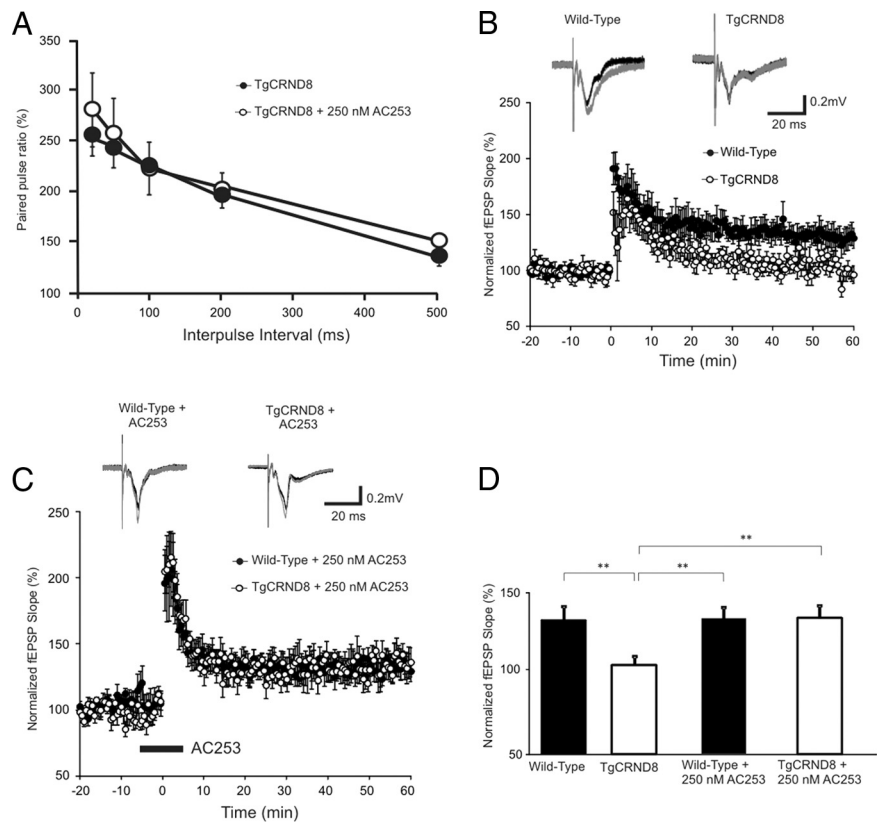 A
Paired pulse ratio (%)
350
300
250
200
150
100
0
100
200
300
400
500
Interpulse Interval (ms)
TgCRND8
TgCRND8 + 250 nM AC253
B
Wild-Type
TgCRND8
0.2mV
20 ms
Normalized fEPSP Slope (%)
250
200
150
100
50
Wild-Type
TgCRND8
-20
-10
0
10
20
30
40
50
60
Time (min)
C
Wild-Type +
AC253
TgCRND8 +
AC253
0.2mV
20 ms
Normalized fEPSP Slope (%)
250
200
150
100
50
Wild-Type + 250 nM AC253
TgCRND8 + 250 nM AC253
AC253
-20
-10
0
10
20
30
40
50
60
Time (min)
D
**
**
**
Normalized fEPSP Slope (%)
150
100
50
Wild-Type
TgCRND8
Wild-Type +
250 nM AC253
TgCRND8 +
250 nM AC253